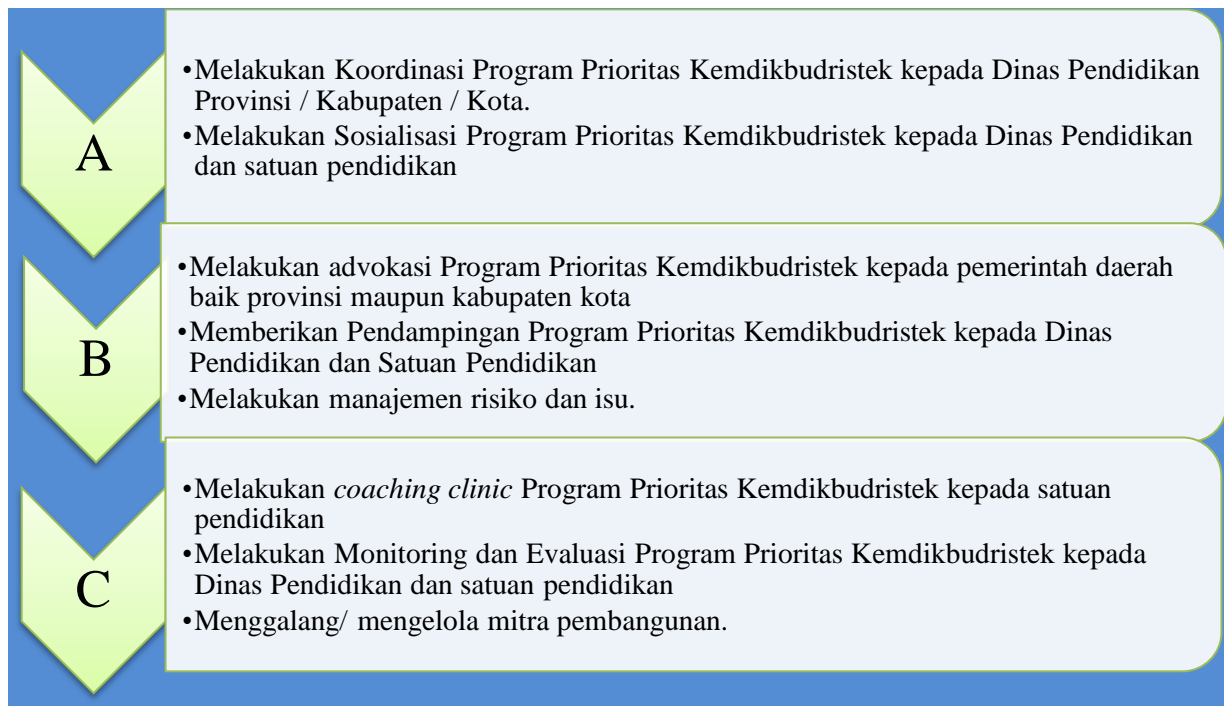 A
•Melakukan Koordinasi Program Prioritas Kemdikbudristek kepada Dinas Pendidikan
Provinsi / Kabupaten / Kota.
•Melakukan Sosialisasi Program Prioritas Kemdikbudristek kepada Dinas Pendidikan
dan satuan pendidikan
B
•Melakukan advokasi Program Prioritas Kemdikbudristek kepada pemerintah daerah
baik provinsi maupun kabupaten kota
•Memberikan Pendampingan Program Prioritas Kemdikbudristek kepada Dinas
Pendidikan dan Satuan Pendidikan
•Melakukan manajemen risiko dan isu.
C
•Melakukan coaching clinic Program Prioritas Kemdikbudristek kepada satuan
pendidikan
•Melakukan Monitoring dan Evaluasi Program Prioritas Kemdikbudristek kepada
Dinas Pendidikan dan satuan pendidikan
•Menggalang/ mengelola mitra pembangunan.